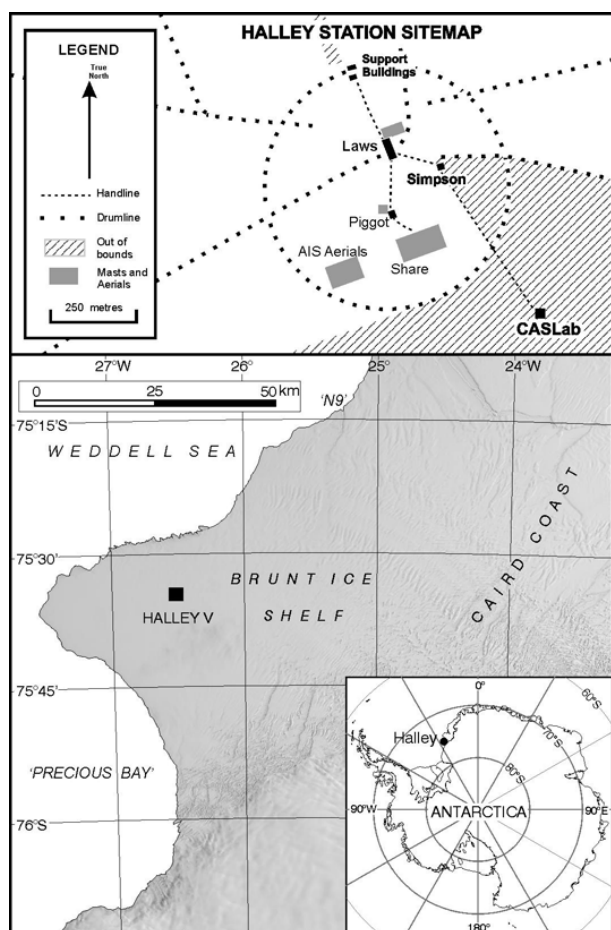 HALLEY STATION SITEMAP
LEGEND
True
North
Handline
Drumline
Out of
bounds
Masts and
Aerials
250 metres
Support
Buildings
Laws
Simpson
Piggot
AIS Aerials
Share
CASLab
27°W
26°
25°
24°W
0
25
50 km
'N9'
75°15'S
WEDDELL SEA
75°30'
BRUNT ICE
SHELF
CAIRD COAST
HALLEY V
75°45'
'PRECIOUS BAY'
76°S
0°
60°S
70°S
80°S
Halley
90°W
ANTARCTICA
90°E
180°